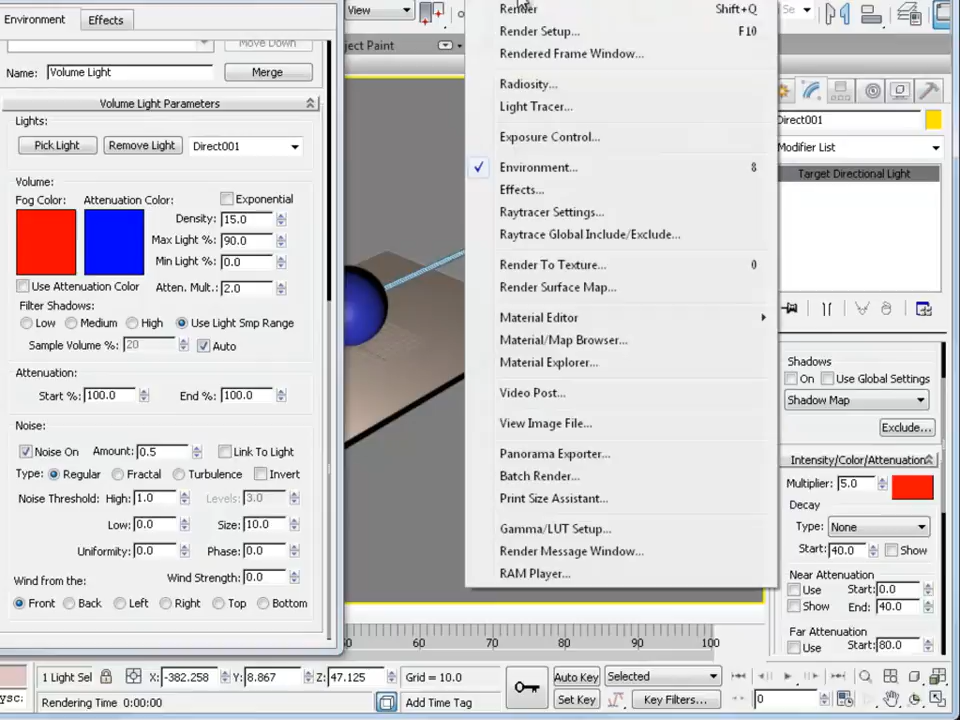 Environment
Effects
Move Down
Name: Volume Light
Merge
Volume Light Parameters
Lights:
Pick Light Remove Light Direct001
Volume:
Fog Color: Attenuation Color: Exponential
Density: 15.0
Max Light %: 90.0
Min Light %: 0.0
Use Attenuation Color Atten. Mult.: 2.0
Filter Shadows:
Low Medium High Use Light Smp Range
Sample Volume %: 20 Auto
Attenuation:
Start %: 100.0 End %: 100.0
Noise:
Noise On Amount: 0.5 Link To Light
Type: Regular Fractal Turbulence Invert
Noise Threshold: High: 1.0 Levels: 3.0
Low: 0.0 Size: 10.0
Uniformity: 0.0 Phase: 0.0
Wind from the: Wind Strength: 0.0
Front Back Left Right Top Bottom
View
ject Paint
Render Shift+Q
Render Setup... F10
Rendered Frame Window...
Radiosity...
Light Tracer...
Exposure Control...
Environment... 8
Effects...
Raytracer Settings...
Raytrace Global Include/Exclude...
Render To Texture... 0
Render Surface Map...
Material Editor
Material/Map Browser...
Material Explorer...
Video Post...
View Image File...
Panorama Exporter...
Batch Render...
Print Size Assistant...
Gamma/LUT Setup...
Render Message Window...
RAM Player...
Se
Direct001
Modifier List
Target Directional Light
Shadows
On Use Global Settings
Shadow Map
Exclude...
Intensity/Color/Attenuation
Multiplier: 5.0
Decay
Type: None
Start: 40.0 Show
Near Attenuation
Use Start: 0.0
Show End: 40.0
Far Attenuation
Use Start: 80.0
60 70 80 90 100
1 Light Sel X: -382.258 Y: 8.867 Z: 47.125 Grid = 10.0 Auto Key Selected
ysc. Rendering Time 0:00:00 Add Time Tag Set Key Key Filters... 0